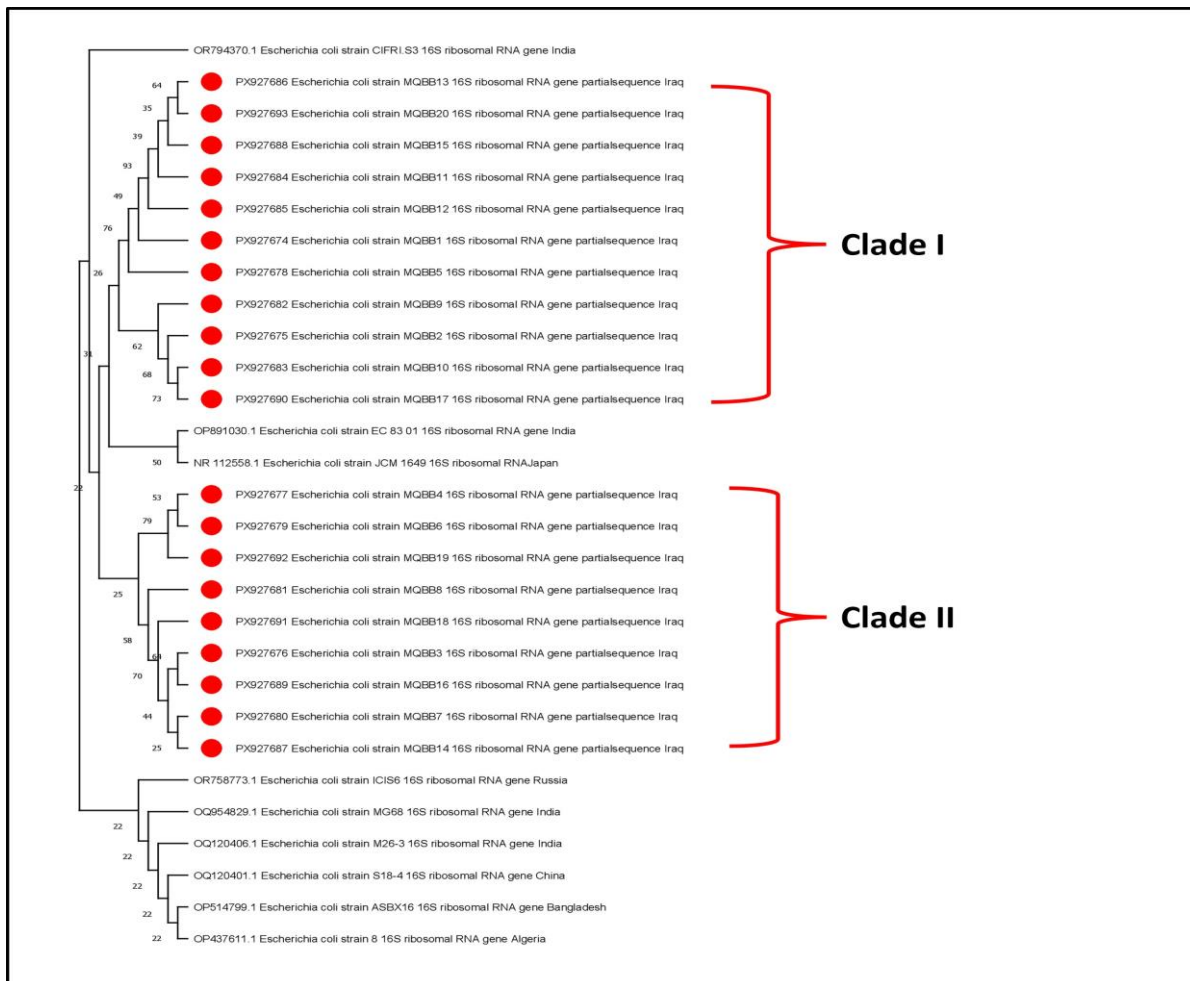 OR794370.1 Escherichia coli strain CIFRI.S3 16S ribosomal RNA gene India
64
PX927686 Escherichia coli strain MQBB13 16S ribosomal RNA gene partialsequence Iraq
35
PX927693 Escherichia coli strain MQBB20 16S ribosomal RNA gene partialsequence Iraq
39
PX927688 Escherichia coli strain MQBB15 16S ribosomal RNA gene partialsequence Iraq
93
PX927684 Escherichia coli strain MQBB11 16S ribosomal RNA gene partialsequence Iraq
49
PX927685 Escherichia coli strain MQBB12 16S ribosomal RNA gene partialsequence Iraq
76
PX927674 Escherichia coli strain MQBB1 16S ribosomal RNA gene partialsequence Iraq
Clade I
26
PX927678 Escherichia coli strain MQBB5 16S ribosomal RNA gene partialsequence Iraq
PX927682 Escherichia coli strain MQBB9 16S ribosomal RNA gene partialsequence Iraq
PX927675 Escherichia coli strain MQBB2 16S ribosomal RNA gene partialsequence Iraq
62
31
PX927683 Escherichia coli strain MQBB10 16S ribosomal RNA gene partialsequence Iraq
68
PX927690 Escherichia coli strain MQBB17 16S ribosomal RNA gene partialsequence Iraq
73
OP891030.1 Escherichia coli strain EC 83 01 16S ribosomal RNA gene India
NR 112558.1 Escherichia coli strain JCM 1649 16S ribosomal RNAJapan
50
22
53
PX927677 Escherichia coli strain MQBB4 16S ribosomal RNA gene partialsequence Iraq
79
PX927679 Escherichia coli strain MQBB6 16S ribosomal RNA gene partialsequence Iraq
PX927692 Escherichia coli strain MQBB19 16S ribosomal RNA gene partialsequence Iraq
25
PX927681 Escherichia coli strain MQBB8 16S ribosomal RNA gene partialsequence Iraq
PX927691 Escherichia coli strain MQBB18 16S ribosomal RNA gene partialsequence Iraq
Clade II
58
64
PX927676 Escherichia coli strain MQBB3 16S ribosomal RNA gene partialsequence Iraq
70
PX927689 Escherichia coli strain MQBB16 16S ribosomal RNA gene partialsequence Iraq
44
PX927680 Escherichia coli strain MQBB7 16S ribosomal RNA gene partialsequence Iraq
25
PX927687 Escherichia coli strain MQBB14 16S ribosomal RNA gene partialsequence Iraq
OR758773.1 Escherichia coli strain ICIS6 16S ribosomal RNA gene Russia
OQ954829.1 Escherichia coli strain MG68 16S ribosomal RNA gene India
22
OQ120406.1 Escherichia coli strain M26-3 16S ribosomal RNA gene India
22
OQ120401.1 Escherichia coli strain S18-4 16S ribosomal RNA gene China
22
OP514799.1 Escherichia coli strain ASBX16 16S ribosomal RNA gene Bangladesh
22
OP437611.1 Escherichia coli strain 8 16S ribosomal RNA gene Algeria
22